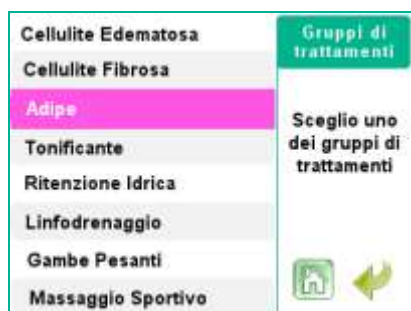 Cellulite Edematosa
Cellulite Fibrosa
Adipe
Tonificante
Ritenzione Idrica
Linfodrenaggio
Gambe Pesanti
Massaggio Sportivo
Gruppi di
trattamenti
Sceglio uno
dei gruppi di
trattamenti